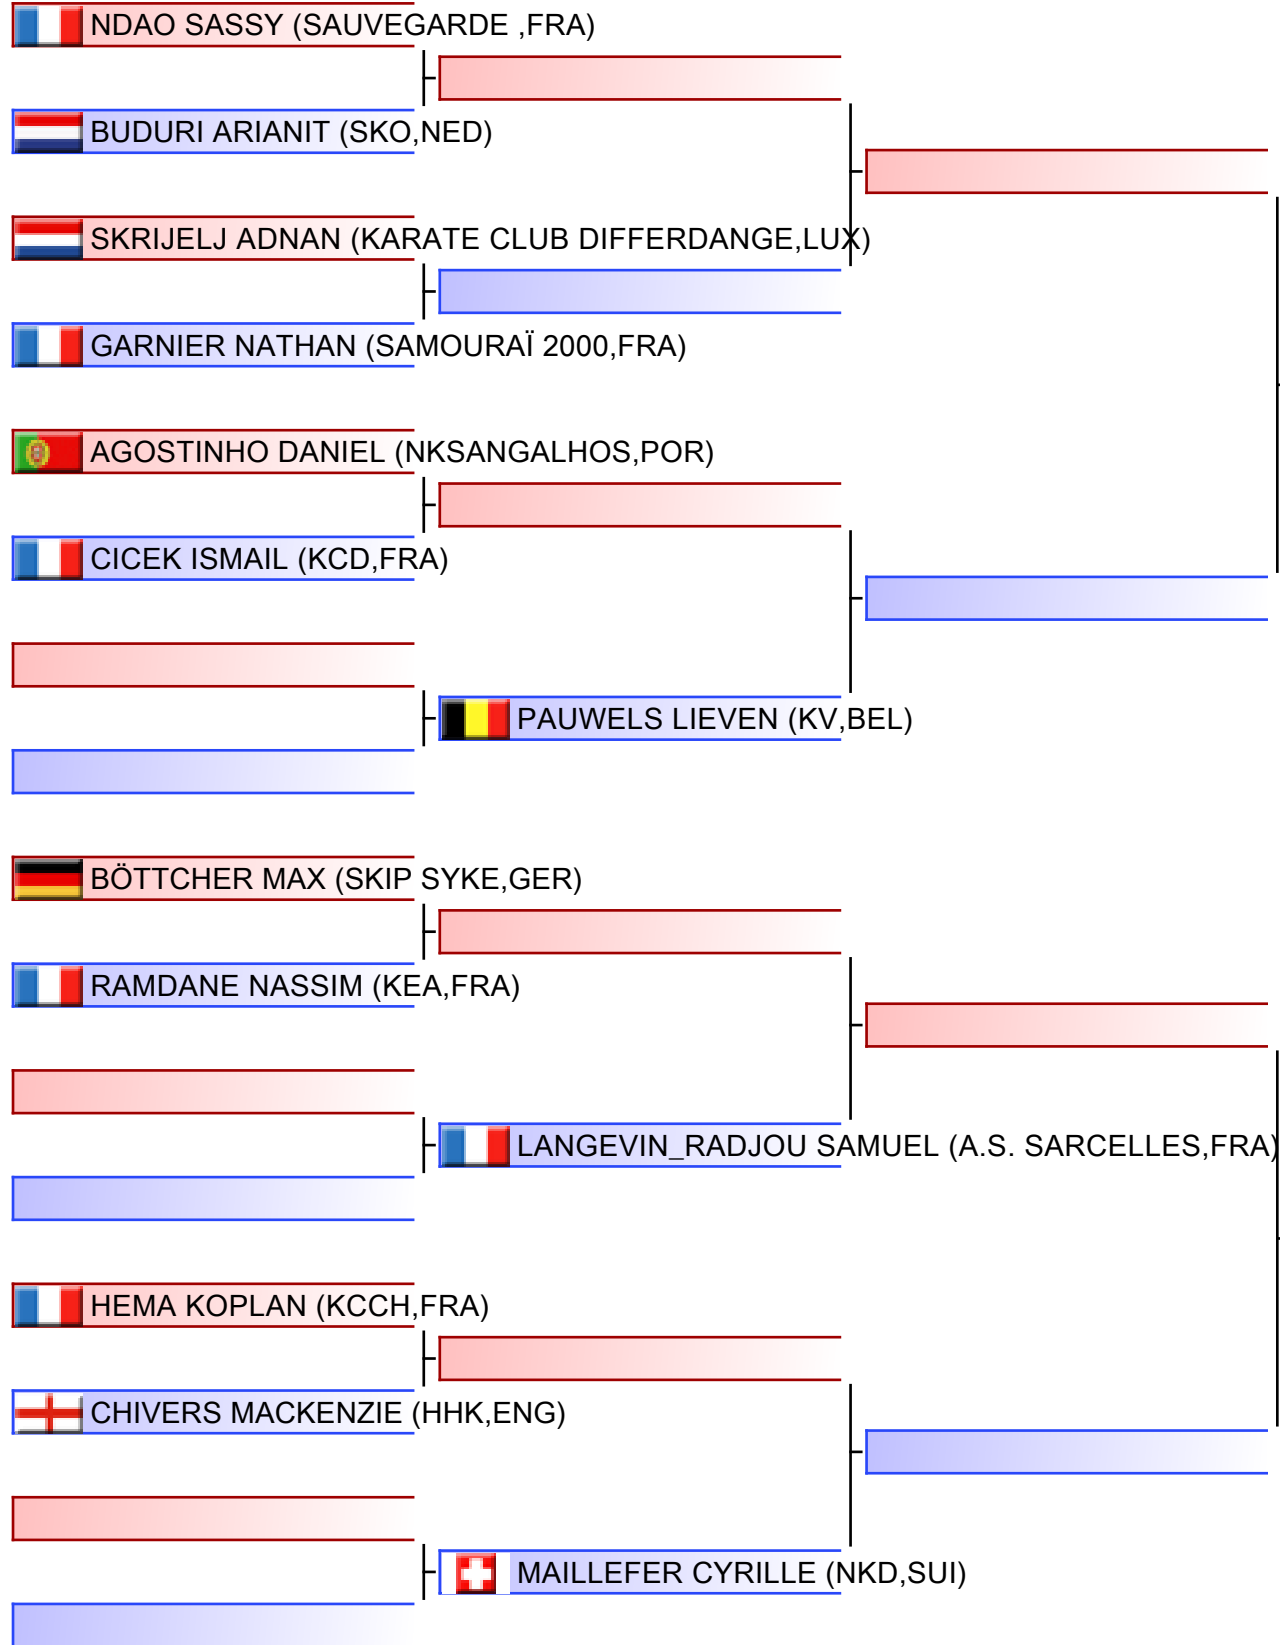 NDAO SASSY (SAUVEGARDE ,FRA)
BUDURI ARIANIT (SKO,NED)
SKRIJELJ ADNAN (KARATE CLUB DIFFERDANGE,LUX)
GARNIER NATHAN (SAMOURAÏ 2000,FRA)
AGOSTINHO DANIEL (NKSANGALHOS,POR)
CICEK ISMAIL (KCD,FRA)
PAUWELS LIEVEN (KV,BEL)
BÖTTCHER MAX (SKIP SYKE,GER)
RAMDANE NASSIM (KEA,FRA)
LANGEVIN_RADJOU SAMUEL (A.S. SARCELLES,FRA)
HEMA KOPLAN (KCCH,FRA)
CHIVERS MACKENZIE (HHK,ENG)
MAILLEFER CYRILLE (NKD,SUI)